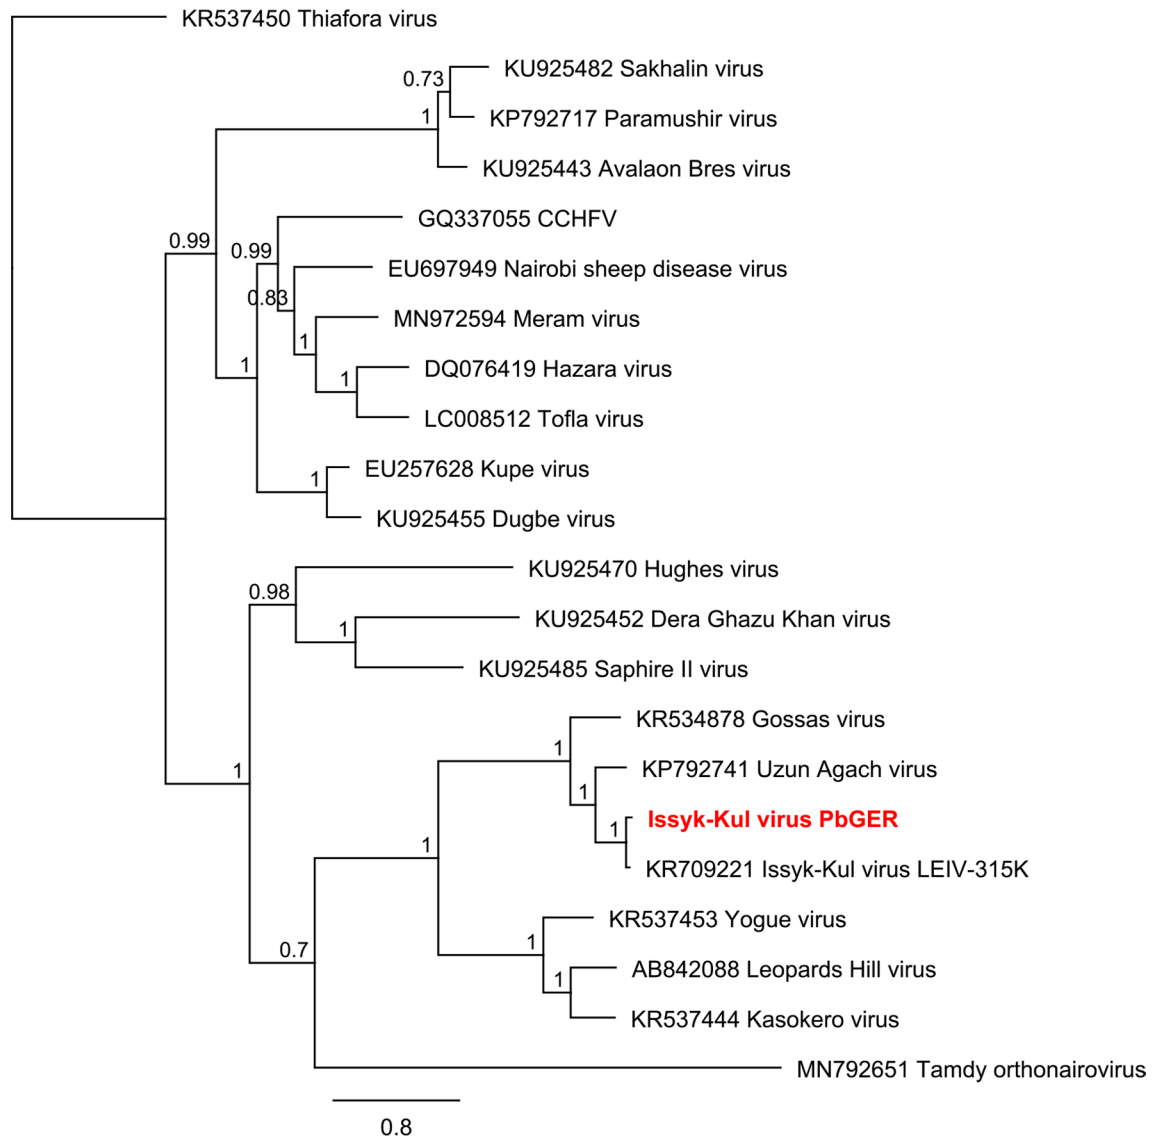 KR537450 Thiafora virus
KU925482 Sakhalin virus
0.73
KP792717 Paramushir virus
1
KU925443 Avalaon Bres virus
GQ337055 CCHFV
0.99
0.99
EU697949 Nairobi sheep disease virus
0.83
MN972594 Meram virus
1
1
DQ076419 Hazara virus
1
LC008512 Tofla virus
EU257628 Kupe virus
1
KU925455 Dugbe virus
KU925470 Hughes virus
0.98
KU925452 Dera Ghazu Khan virus
1
KU925485 Saphire II virus
KR534878 Gossas virus
1
KP792741 Uzun Agach virus
1
1
Issyk-Kul virus PbGER
1
1
KR709221 Issyk-Kul virus LEIV-315K
KR537453 Yogue virus
1
0.7
AB842088 Leopards Hill virus
1
KR537444 Kasokero virus
MN792651 Tamdy orthonairovirus
0.8